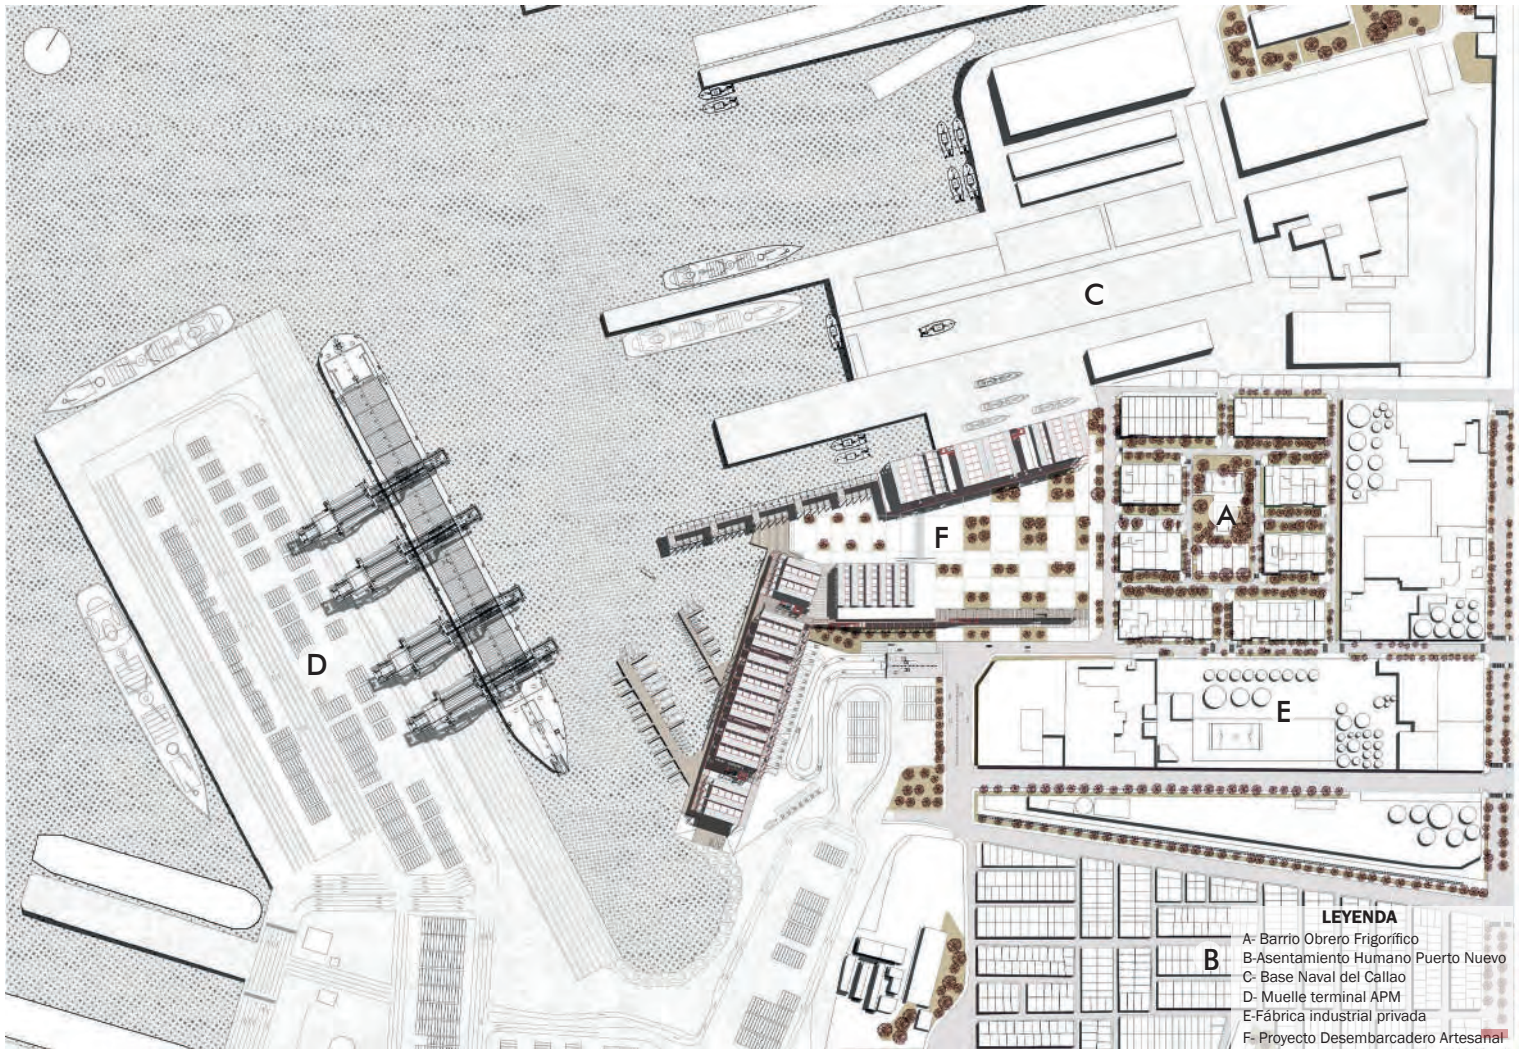 C
A
F
D
E
B
LEYENDA
A- Barrio Obrero Frigorífico
B-Asentamiento Humano Puerto Nuevo
C- Base Naval del Callao
D- Muelle terminal APM
E-Fábrica industrial privada
F- Proyecto Desembarcadero Artesanal